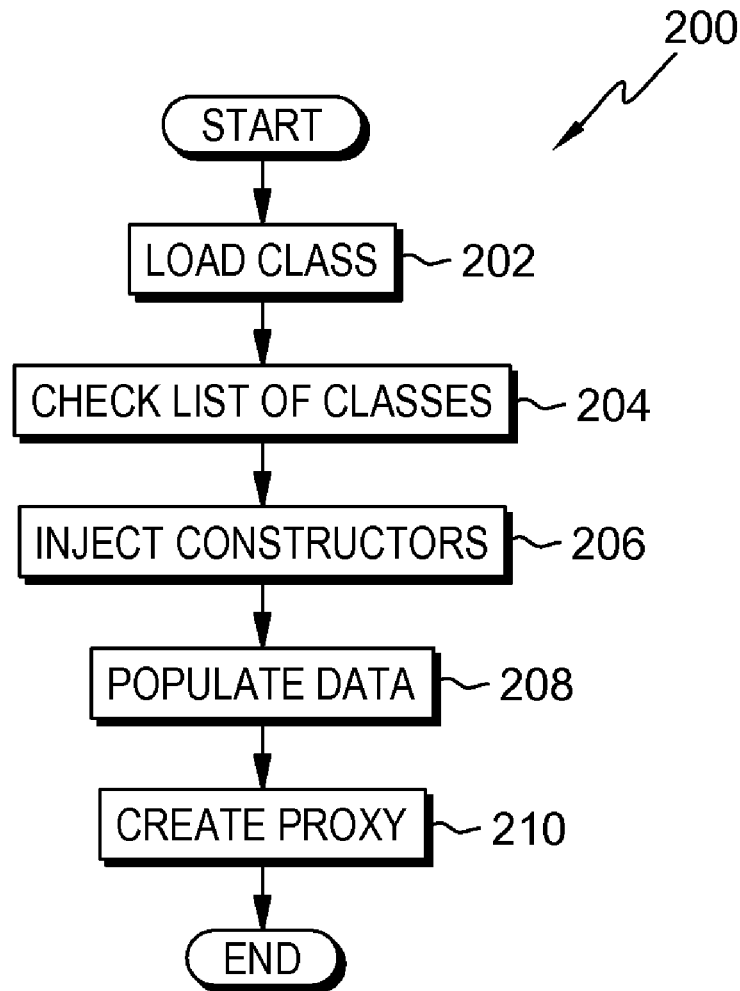 200
START
LOAD CLASS 202
CHECK LIST OF CLASSES 204
INJECT CONSTRUCTORS 206
POPULATE DATA 208
CREATE PROXY 210
END